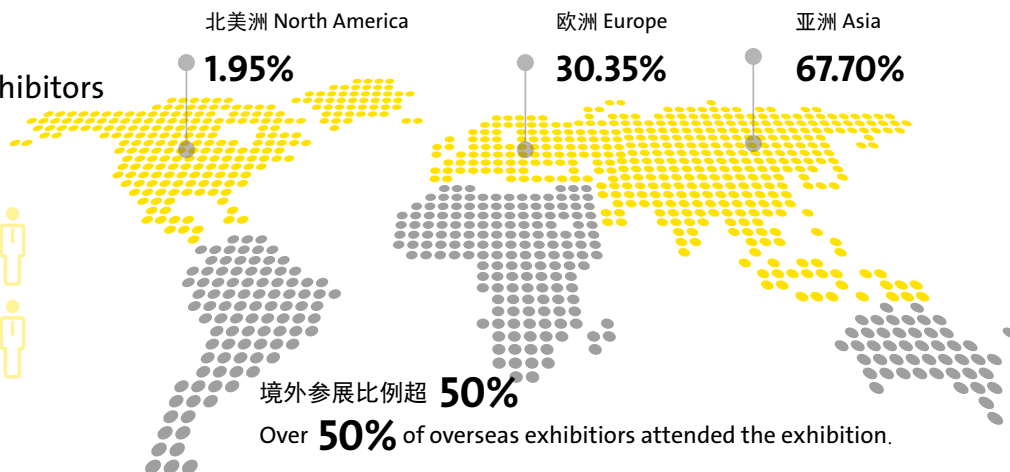 北美洲 North America
1.95%
欧洲 Europe
30.35%
亚洲 Asia
67.70%
hibitors
境外参展比例超 50%
Over 50% of overseas exhibitiors attended the exhibition.